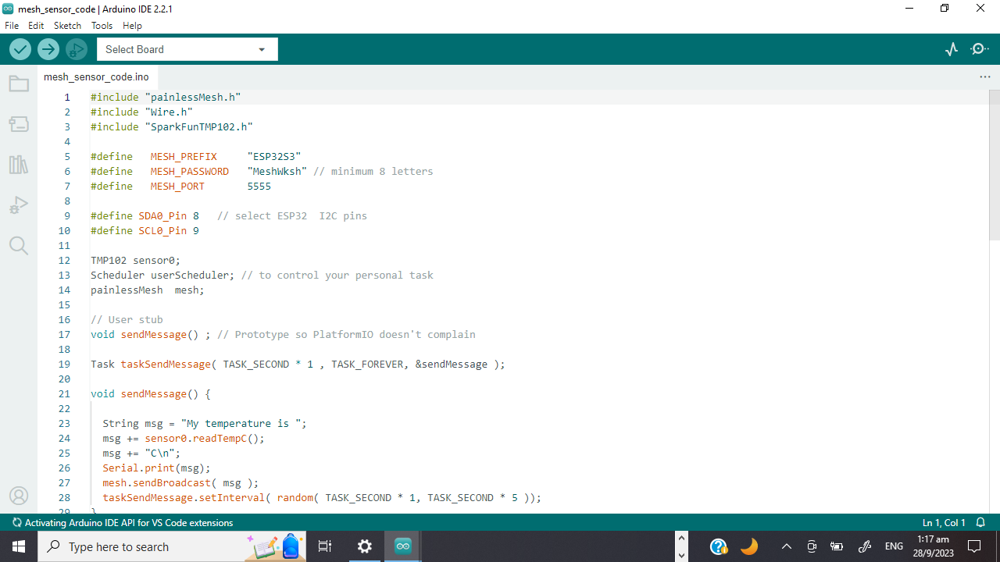 mesh_sensor_code | Arduino IDE 2.2.1
File Edit Sketch Tools Help
Select Board
mesh_sensor_code.ino
1 #include "painlessMesh.h"
2 #include "Wire.h"
3 #include "SparkFunTMP102.h"
4
5 #define   MESH_PREFIX     "ESP32S3"
6 #define   MESH_PASSWORD   "MeshWksh" // minimum 8 letters
7 #define   MESH_PORT       5555
8
9 #define SDA0_Pin 8   // select ESP32  I2C pins
10 #define SCL0_Pin 9
11
12 TMP102 sensor0;
13 Scheduler userScheduler; // to control your personal task
14 painlessMesh  mesh;
15
16 // User stub
17 void sendMessage() ; // Prototype so PlatformIO doesn't complain
18
19 Task taskSendMessage( TASK_SECOND * 1 , TASK_FOREVER, &sendMessage );
20
21 void sendMessage() {
22
23   String msg = "My temperature is ";
24   msg += sensor0.readTempC();
25   msg += "C\n";
26   Serial.print(msg);
27   mesh.sendBroadcast( msg );
28   taskSendMessage.setInterval( random( TASK_SECOND * 1, TASK_SECOND * 5 ));
29 }
Activating Arduino IDE API for VS Code extensions
Ln 1, Col 1
Type here to search
ENG
1:17 am
28/9/2023